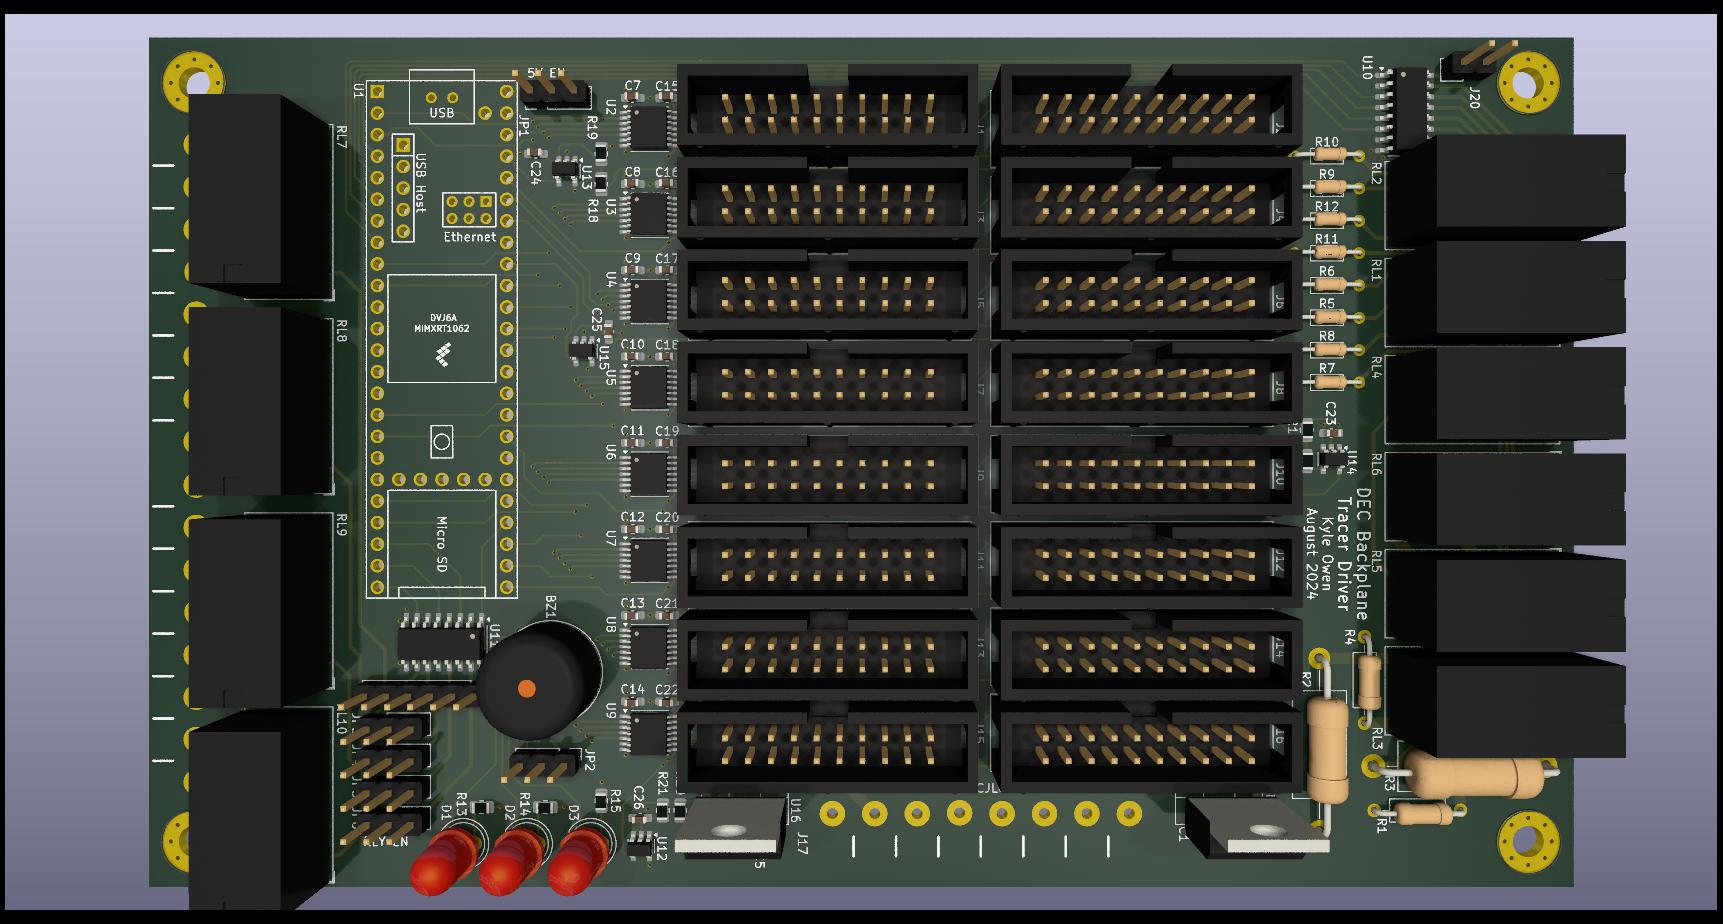 5V EN
U1
USB
JP1
USB Host
Ethernet
DVJ6A
MIMXRT1062
Micro SD
RL7
RL8
RL9
R19
C24
U13
R18
C7
C15
U2
C8
C16
U3
C9
C17
U4
C25
U15
C10
C18
U5
C11
C19
U6
C12
C20
U7
C13
C21
U8
C14
C22
U9
BZ1
JP2
D1
R13
D2
R14
D3
R15
C26
R21
U12
U16
J17
U10
J20
R10
R9
R12
R11
R6
R5
R8
R7
C23
U14
RL2
RL1
RL4
RL6
RL5
RL3
DEC Backplane
Tracer Driver
Kyle Owen
August 2024
J10
J12
R4
R2
R3
R1